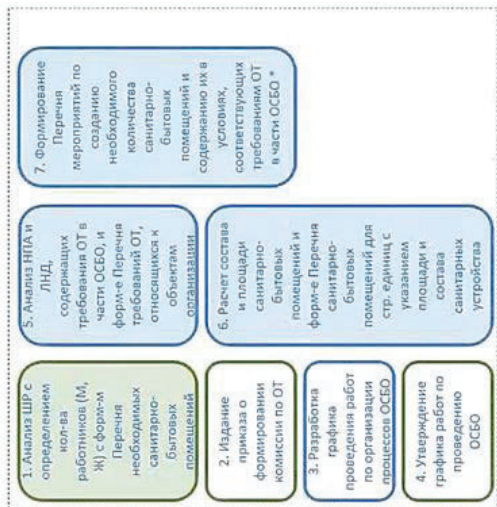 1. Анализ ШР с
определением
кол-ва
работников (М,
Ж) с форм-м
Перечня
необходимых
санитарно-
бытовых
помещений
2. Издание
приказа о
формировании
комиссии по ОТ
3. Разработка
графика
проведения работ
по организации
процессов ОСБО
4. Утверждение
графика работ по
проведению
ОСБО
5. Анализ НПА и
ЛНД,
содержащих
требования ОТ в
части ОСБО, и
форм-е Перечня
требований ОТ,
относящихся к
объектам
организации
6. Расчет состава
и площади
санитарно-
бытовых
помещений и
форм-е Перечня
санитарно-
бытовых
помещений для
стр. единиц с
указанием
площади и
состава
санитарных
устройства
7. Формирование
Перечня
мероприятий по
созданию
необходимого
количества
санитарно-
бытовых
помещений и
содержанию их в
условиях,
соответствующих
требованиям ОТ
в части ОСБО *